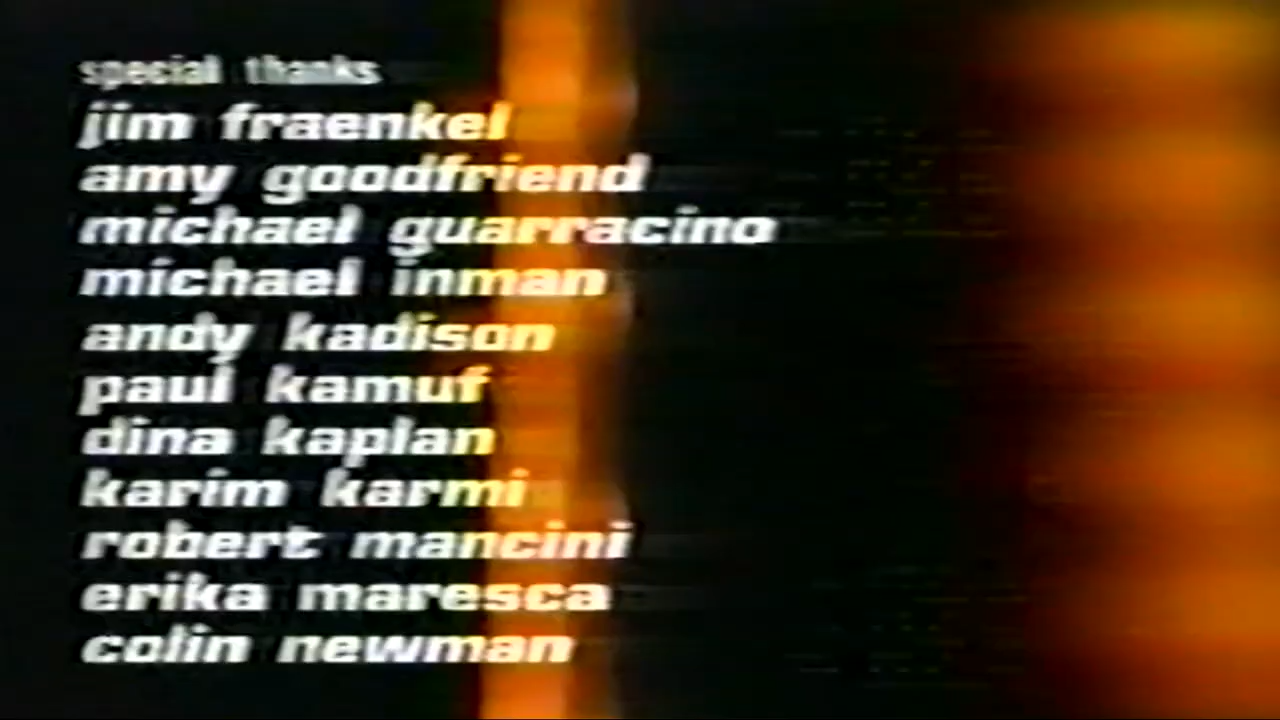 special thanks
jim fraenkel
amy goodfriend
michael guarracino
michael inman
andy kadison
paul kamuf
dina kaplan
karim karmi
robert mancini
erika maresca
colin newman